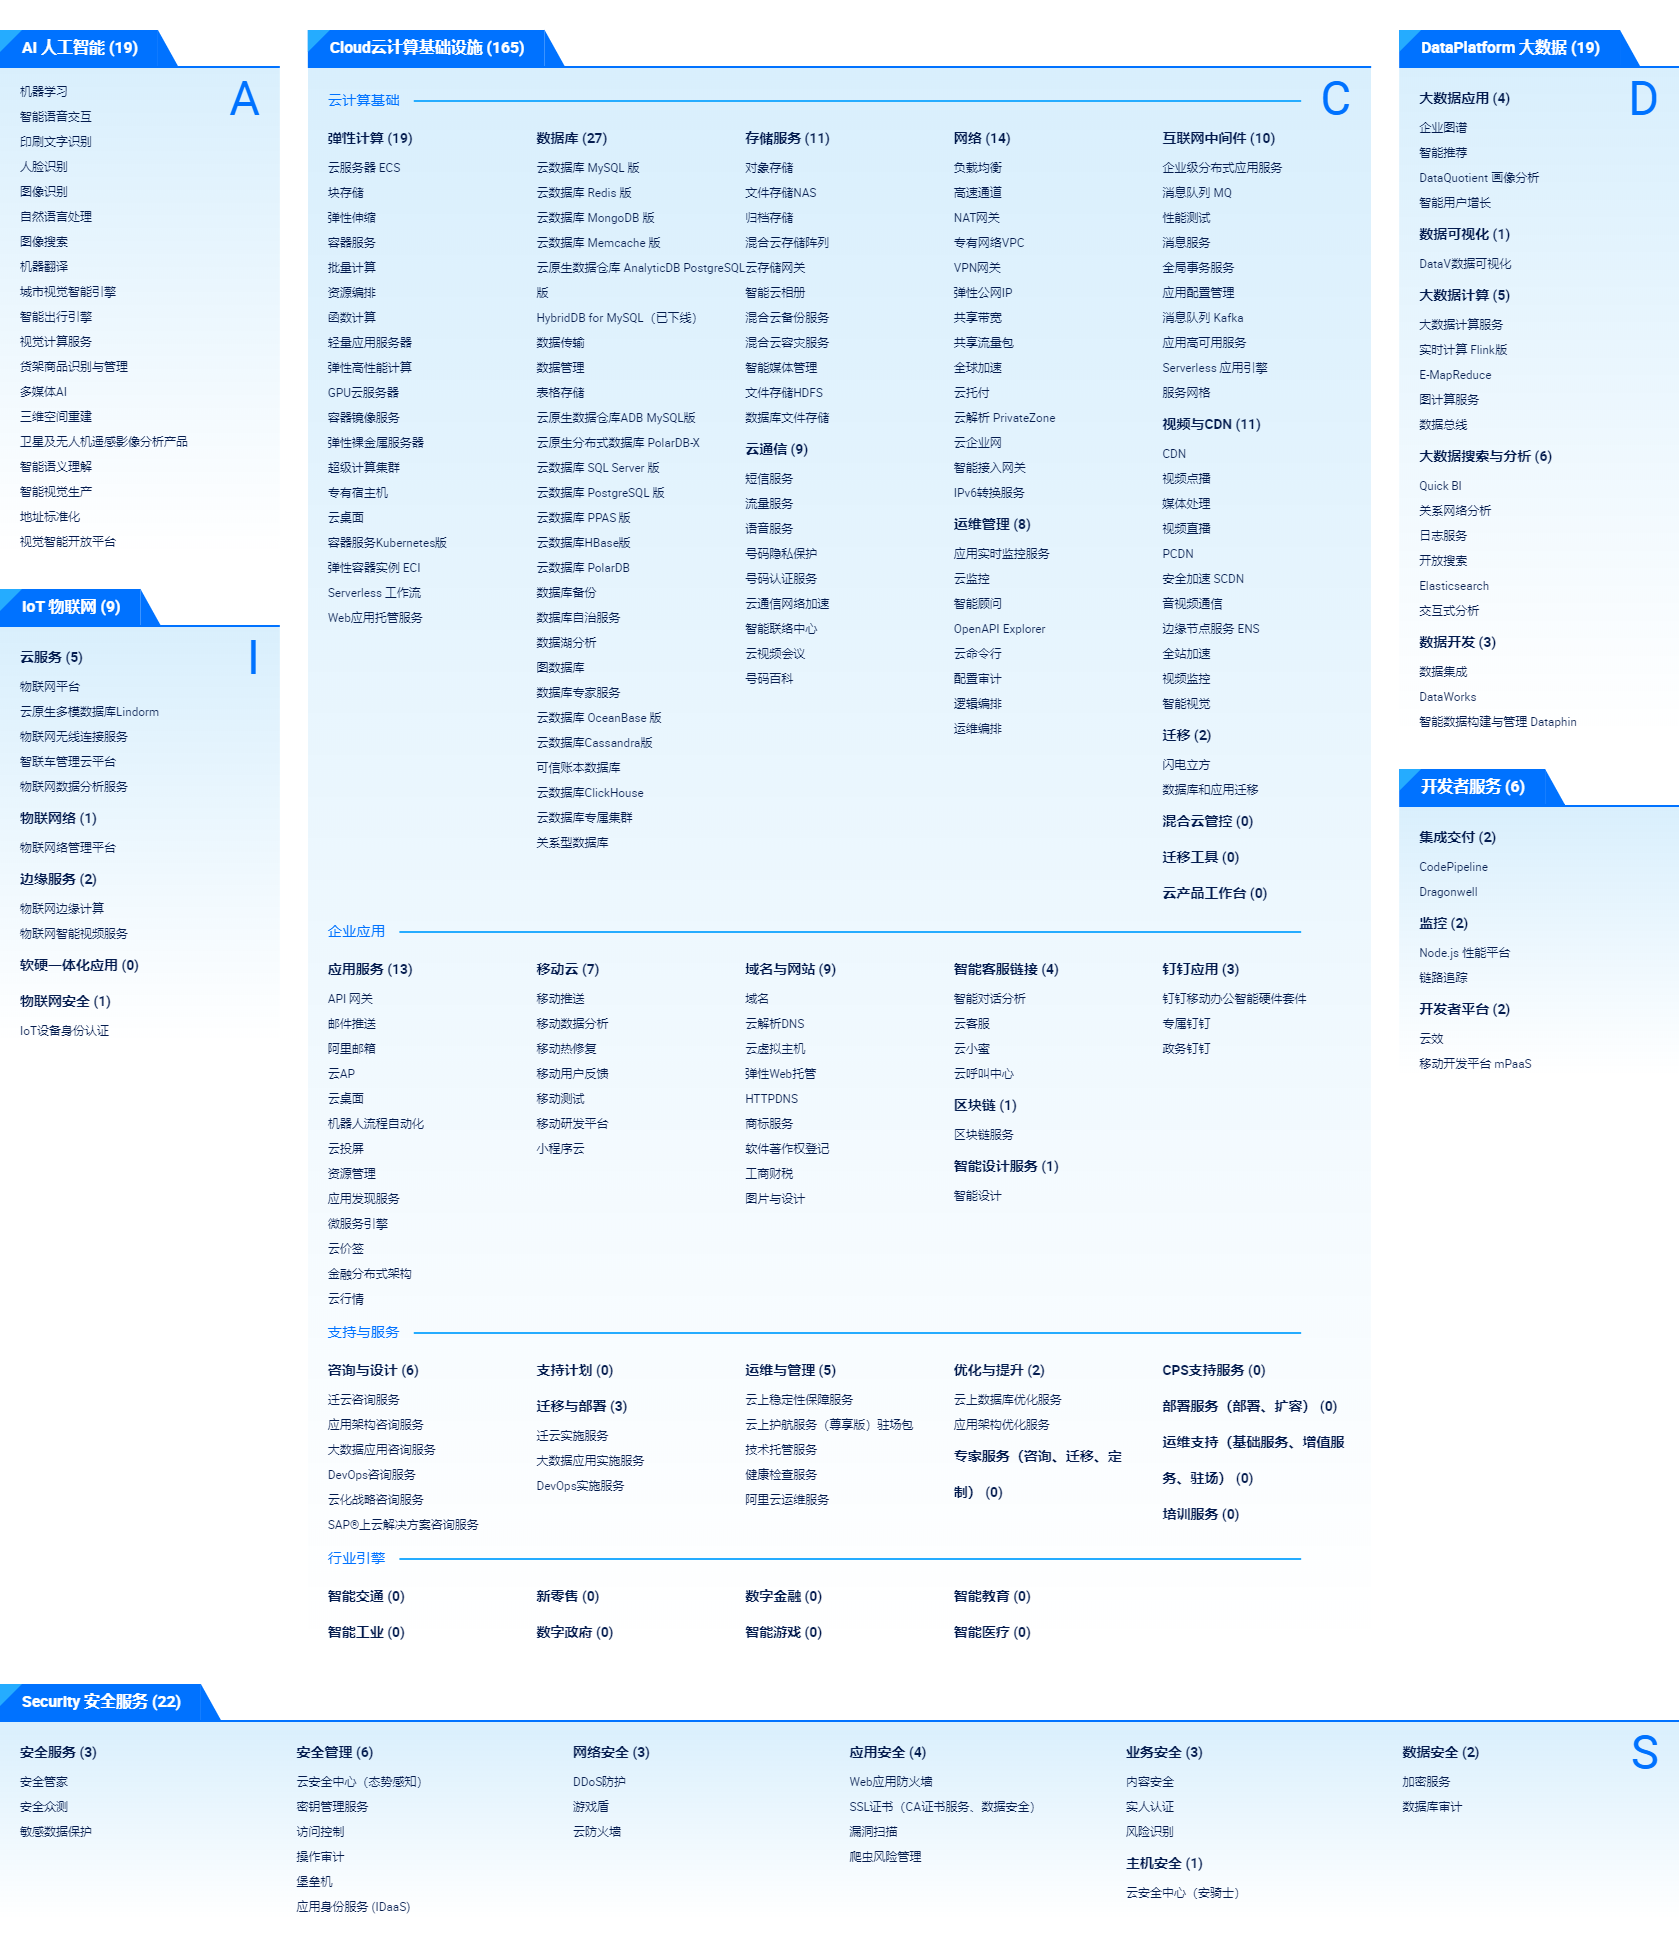 AI 人工智能 (19)
A
机器学习
智能语音交互
印刷文字识别
人脸识别
图像识别
自然语言处理
图像搜索
机器翻译
城市视觉智能引擎
智能出行引擎
视觉计算服务
货架商品识别与管理
多媒体AI
三维空间重建
卫星及无人机遥感影像分析产品
智能语义理解
智能视觉生产
地址标准化
视觉智能开放平台
IoT 物联网 (9)
I
云服务 (5)
物联网平台
云原生多模数据库Lindorm
物联网无线连接服务
智联车管理云平台
物联网数据分析服务
物联网络 (1)
物联网络管理平台
边缘服务 (2)
物联网边缘计算
物联网智能视频服务
软硬一体化应用 (0)
物联网安全 (1)
IoT设备身份认证
Cloud云计算基础设施 (165)
C
云计算基础
弹性计算 (19)
云服务器 ECS
块存储
弹性伸缩
容器服务
批量计算
资源编排
函数计算
轻量应用服务器
弹性高性能计算
GPU云服务器
容器镜像服务
弹性裸金属服务器
超级计算集群
专有宿主机
云桌面
容器服务Kubernetes版
弹性容器实例 ECI
Serverless 工作流
Web应用托管服务
数据库 (27)
云数据库 MySQL 版
云数据库 Redis 版
云数据库 MongoDB 版
云数据库 Memcache 版
云原生数据仓库 AnalyticDB PostgreSQL
版
HybridDB for MySQL（已下线）
数据传输
数据管理
表格存储
云原生数据仓库ADB MySQL版
云原生分布式数据库 PolarDB-X
云数据库 SQL Server 版
云数据库 PostgreSQL 版
云数据库 PPAS 版
云数据库HBase版
云数据库 PolarDB
数据库备份
数据库自治服务
数据湖分析
图数据库
数据库专家服务
云数据库 OceanBase 版
云数据库Cassandra版
可信账本数据库
云数据库ClickHouse
云数据库专属集群
关系型数据库
存储服务 (11)
对象存储
文件存储NAS
归档存储
混合云存储阵列
云存储网关
智能云相册
混合云备份服务
混合云容灾服务
智能媒体管理
文件存储HDFS
数据库文件存储
云通信 (9)
短信服务
流量服务
语音服务
号码隐私保护
号码认证服务
云通信网络加速
智能联络中心
云视频会议
号码百科
网络 (14)
负载均衡
高速通道
NAT网关
专有网络VPC
VPN网关
弹性公网IP
共享带宽
共享流量包
全球加速
云托付
云解析 PrivateZone
云企业网
智能接入网关
IPv6转换服务
运维管理 (8)
应用实时监控服务
云监控
智能顾问
OpenAPI Explorer
云命令行
配置审计
逻辑编排
运维编排
互联网中间件 (10)
企业级分布式应用服务
消息队列 MQ
性能测试
消息服务
全局事务服务
应用配置管理
消息队列 Kafka
应用高可用服务
Serverless 应用引擎
服务网格
视频与CDN (11)
CDN
视频点播
媒体处理
视频直播
PCDN
安全加速 SCDN
音视频通信
边缘节点服务 ENS
全站加速
视频监控
智能视觉
迁移 (2)
闪电立方
数据库和应用迁移
混合云管控 (0)
迁移工具 (0)
云产品工作台 (0)
企业应用
应用服务 (13)
API 网关
邮件推送
阿里邮箱
云AP
云桌面
机器人流程自动化
云投屏
资源管理
应用发现服务
微服务引擎
云价签
金融分布式架构
云行情
移动云 (7)
移动推送
移动数据分析
移动热修复
移动用户反馈
移动测试
移动研发平台
小程序云
域名与网站 (9)
域名
云解析DNS
云虚拟主机
弹性Web托管
HTTPDNS
商标服务
软件著作权登记
工商财税
图片与设计
智能客服链接 (4)
智能对话分析
云客服
云小蜜
云呼叫中心
区块链 (1)
区块链服务
智能设计服务 (1)
智能设计
钉钉应用 (3)
钉钉移动办公智能硬件套件
专属钉钉
政务钉钉
支持与服务
咨询与设计 (6)
迁云咨询服务
应用架构咨询服务
大数据应用咨询服务
DevOps咨询服务
云化战略咨询服务
SAP®上云解决方案咨询服务
支持计划 (0)
迁移与部署 (3)
迁云实施服务
大数据应用实施服务
DevOps实施服务
运维与管理 (5)
云上稳定性保障服务
云上护航服务（尊享版）驻场包
技术托管服务
健康检查服务
阿里云运维服务
优化与提升 (2)
云上数据库优化服务
应用架构优化服务
专家服务（咨询、迁移、定
制） (0)
CPS支持服务 (0)
部署服务（部署、扩容） (0)
运维支持（基础服务、增值服
务、驻场） (0)
培训服务 (0)
行业引擎
智能交通 (0)
新零售 (0)
数字金融 (0)
智能教育 (0)
智能工业 (0)
数字政府 (0)
智能游戏 (0)
智能医疗 (0)
DataPlatform 大数据 (19)
D
大数据应用 (4)
企业图谱
智能推荐
DataQuotient 画像分析
智能用户增长
数据可视化 (1)
DataV数据可视化
大数据计算 (5)
大数据计算服务
实时计算 Flink版
E-MapReduce
图计算服务
数据总线
大数据搜索与分析 (6)
Quick BI
关系网络分析
日志服务
开放搜索
Elasticsearch
交互式分析
数据开发 (3)
数据集成
DataWorks
智能数据构建与管理 Dataphin
开发者服务 (6)
集成交付 (2)
CodePipeline
Dragonwell
监控 (2)
Node.js 性能平台
链路追踪
开发者平台 (2)
云效
移动开发平台 mPaaS
Security 安全服务 (22)
S
安全服务 (3)
安全管家
安全众测
敏感数据保护
安全管理 (6)
云安全中心（态势感知）
密钥管理服务
访问控制
操作审计
堡垒机
应用身份服务 (IDaaS)
网络安全 (3)
DDoS防护
游戏盾
云防火墙
应用安全 (4)
Web应用防火墙
SSL证书（CA证书服务、数据安全）
漏洞扫描
爬虫风险管理
业务安全 (3)
内容安全
实人认证
风险识别
主机安全 (1)
云安全中心（安骑士）
数据安全 (2)
加密服务
数据库审计